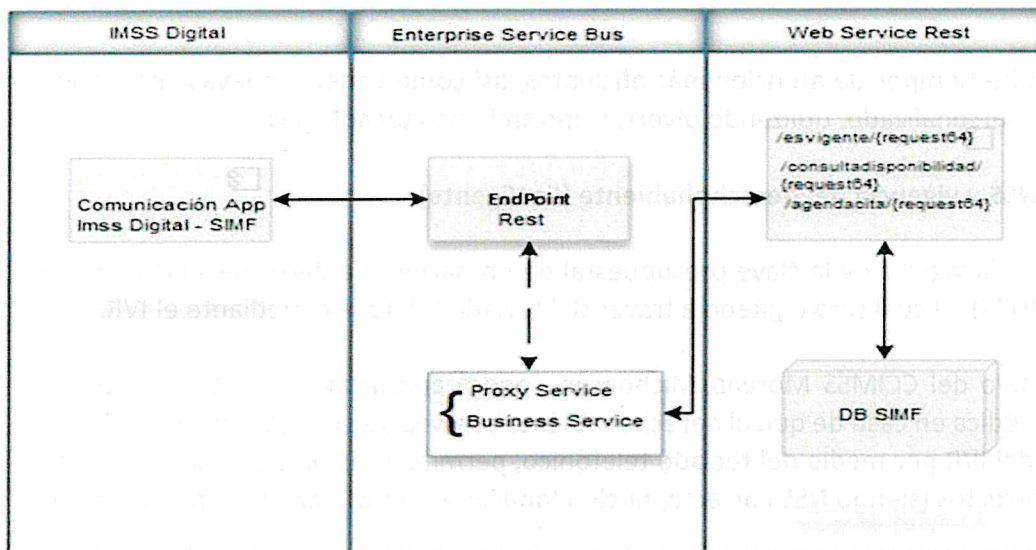 IMSS Digital
Enterprise Service Bus
Web Service Rest
Comunicación App
Imss Digital - SIMF
EndPoint
Rest
/esvigente/{request64}
/consultadisponibilidad/
{request64}
/agendacita/{request64}
{ Proxy Service
Business Service
DB SIMF